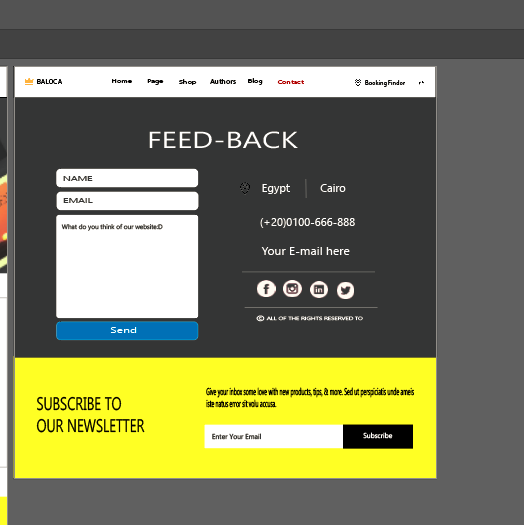 BALOCA Home Page Shop Authors Blog Contact BookingFinder
FEED-BACK
NAME
EMAIL
What do you think of our website:D
Send
Egypt Cairo
(+20)0100-666-888
Your E-mail here
© ALL OF THE RIGHTS RESERVED TO
SUBSCRIBE TO
OUR NEWSLETTER
Give your inbox some love with new products, tips, & more. Sed ut perspiciatis unde ameis
iste natus error sit volu accusa.
Enter Your Email
Subscribe